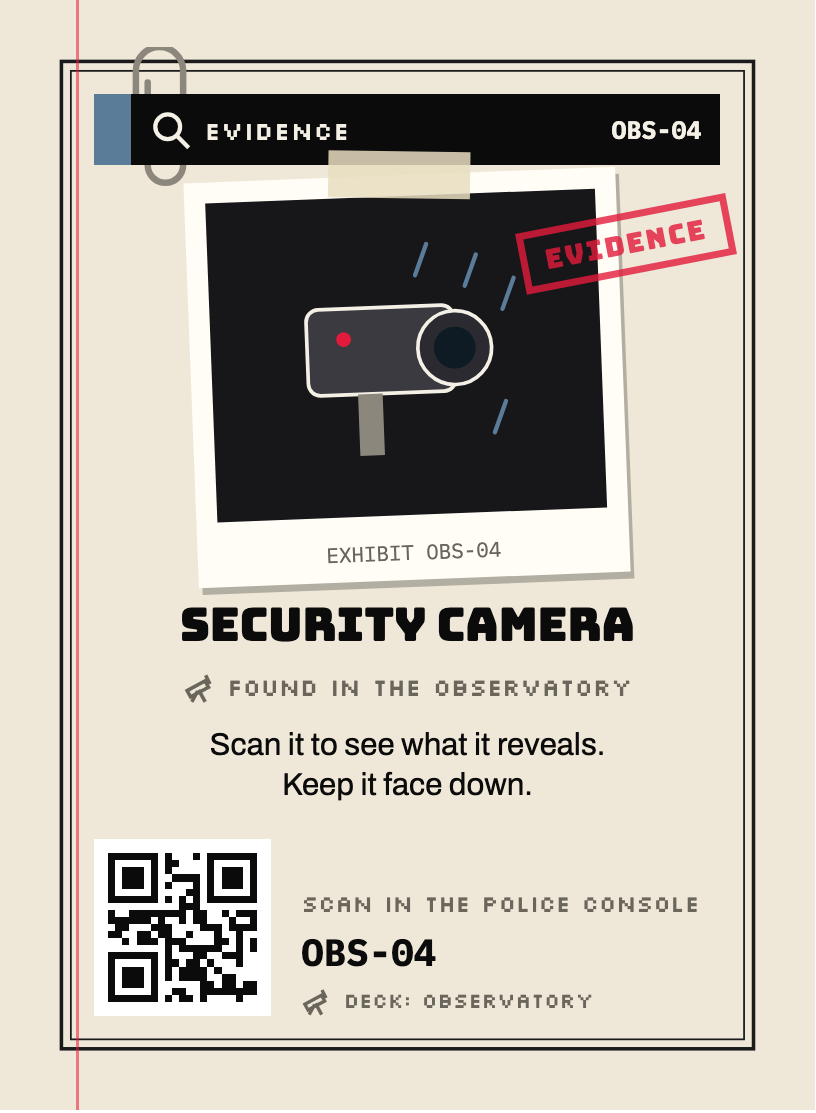 EVIDENCE
OBS-04
EVIDENCE
EXHIBIT OBS-04
SECURITY CAMERA
FOUND IN THE OBSERVATORY
Scan it to see what it reveals.
Keep it face down.
SCAN IN THE POLICE CONSOLE
OBS-04
DECK: OBSERVATORY